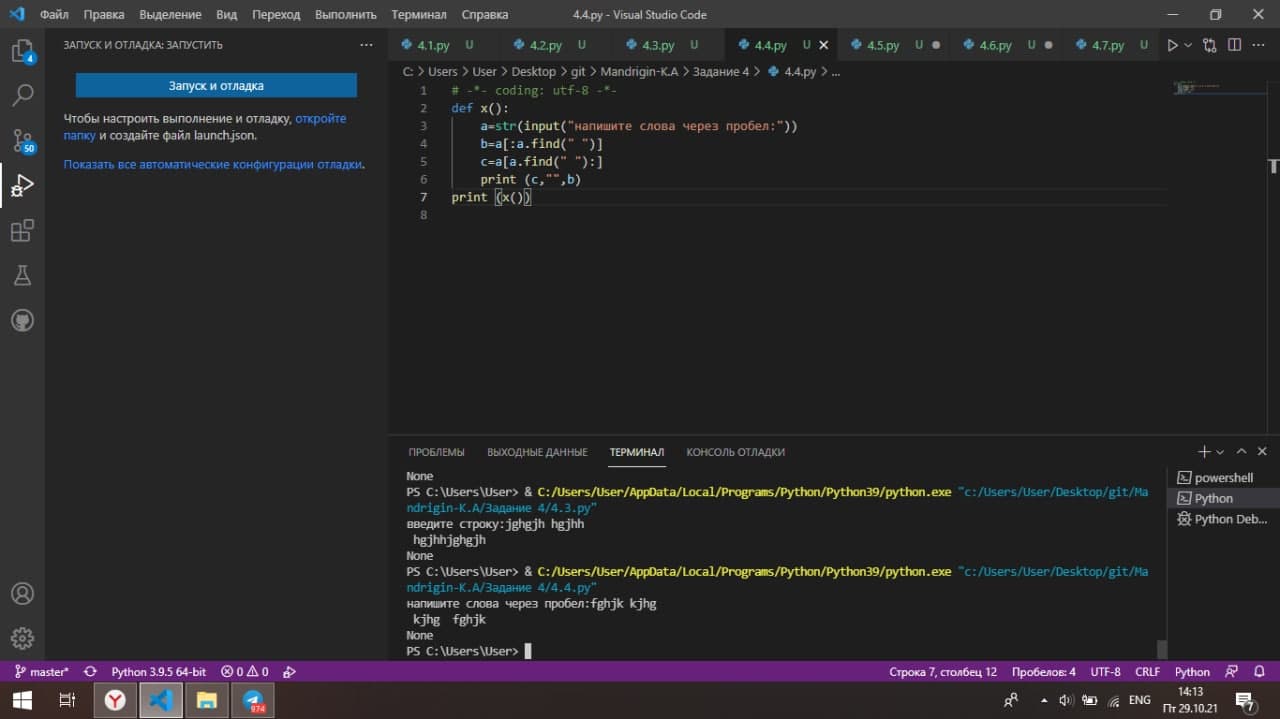 Файл Правка Выделение Вид Переход Выполнить Терминал Справка 4.4.py - Visual Studio Code
ЗАПУСК И ОТЛАДКА: ЗАПУСТИТЬ
4.1.py U 4.2.py U 4.3.py U 4.4.py U 4.5.py U 4.6.py U 4.7.py U
4
Запуск и отладка
Чтобы настроить выполнение и отладку, откройте
папку и создайте файл launch.json.
50
Показать все автоматические конфигурации отладки.
C: > Users > User > Desktop > git > Mandrigin-K.A > Задание 4 > 4.4.py > ...
1 # -*- coding: utf-8 -*-
2 def x():
3 a=str(input("напишите слова через пробел:"))
4 b=a[:a.find(" ")]
5 c=a[a.find(" "):]
6 print (c,"",b)
7 print (x())
8
ПРОБЛЕМЫ ВЫХОДНЫЕ ДАННЫЕ ТЕРМИНАЛ КОНСОЛЬ ОТЛАДКИ
None
PS C:\Users\User> & C:/Users/User/AppData/Local/Programs/Python/Python39/python.exe "c:/Users/User/Desktop/git/Ma
ndrigin-K.A/Задание 4/4.3.py"
введите строку:jghgjh hgjhh
hgjhhjghgjh
None
PS C:\Users\User> & C:/Users/User/AppData/Local/Programs/Python/Python39/python.exe "c:/Users/User/Desktop/git/Ma
ndrigin-K.A/Задание 4/4.4.py"
напишите слова через пробел:fghjk kjhg
kjhg  fghjk
None
PS C:\Users\User>
powershell
Python
Python Deb...
master* Python 3.9.5 64-bit 0 0 Строка 7, столбец 12 Пробелов: 4 UTF-8 CRLF Python
974
ENG
14:13
Пт 29.10.21
7